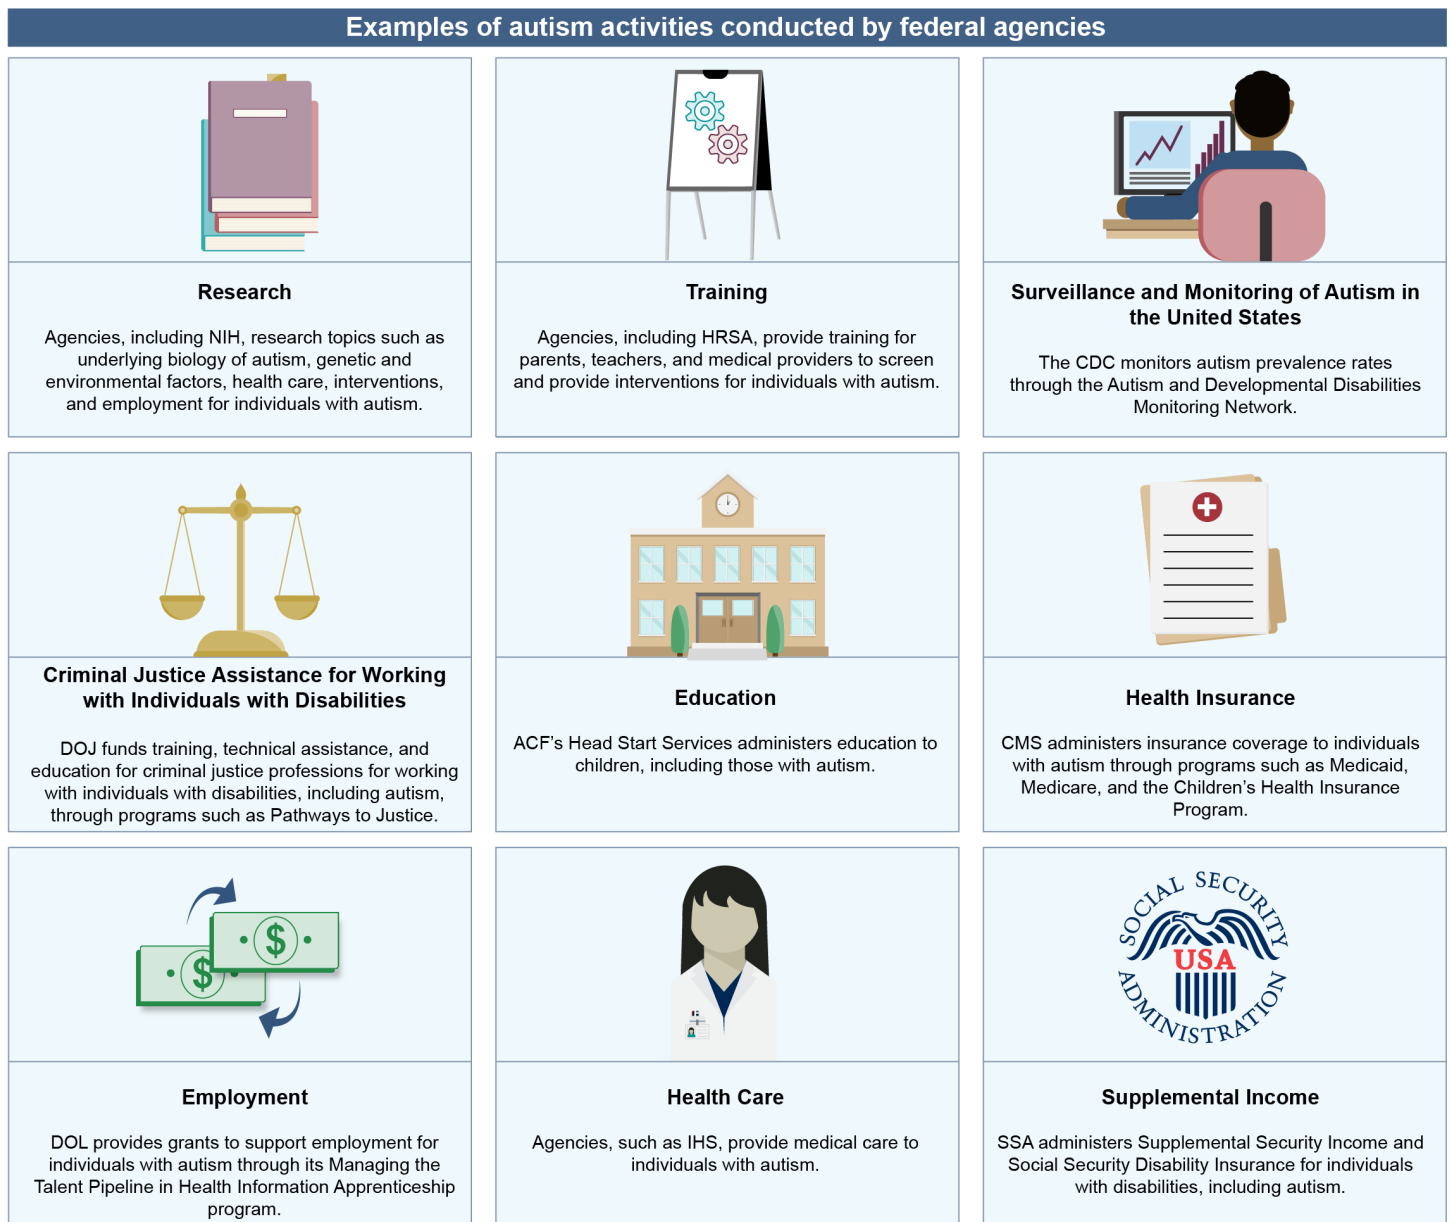 Examples of autism activities conducted by federal agencies
Research
Agencies, including NIH, research topics such as
underlying biology of autism, genetic and
environmental factors, health care, interventions,
and employment for individuals with autism.
Training
Agencies, including HRSA, provide training for
parents, teachers, and medical providers to screen
and provide interventions for individuals with autism.
Surveillance and Monitoring of Autism in
the United States
The CDC monitors autism prevalence rates
through the Autism and Developmental Disabilities
Monitoring Network.
Criminal Justice Assistance for Working
with Individuals with Disabilities
DOJ funds training, technical assistance, and
education for criminal justice professions for working
with individuals with disabilities, including autism,
through programs such as Pathways to Justice.
Education
ACF’s Head Start Services administers education to
children, including those with autism.
Health Insurance
CMS administers insurance coverage to individuals
with autism through programs such as Medicaid,
Medicare, and the Children’s Health Insurance
Program.
$
$
Employment
DOL provides grants to support employment for
individuals with autism through its Managing the
Talent Pipeline in Health Information Apprenticeship
program.
Health Care
Agencies, such as IHS, provide medical care to
individuals with autism.
SOCIAL SECURITY
USA
ADMINISTRATION
Supplemental Income
SSA administers Supplemental Security Income and
Social Security Disability Insurance for individuals
with disabilities, including autism.